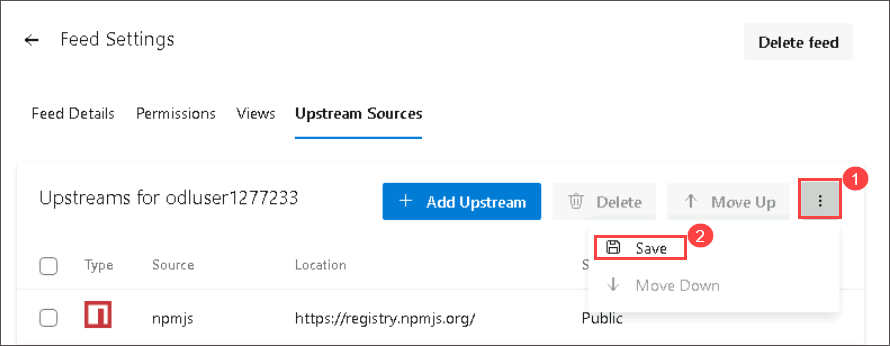 ← Feed Settings
Delete feed
Feed Details Permissions Views Upstream Sources
1
Upstreams for odluser1277233
+ Add Upstream Delete ↑ Move Up ⋮
2
Save
Type Source Location S
↓ Move Down
npmjs https://registry.npmjs.org/ Public